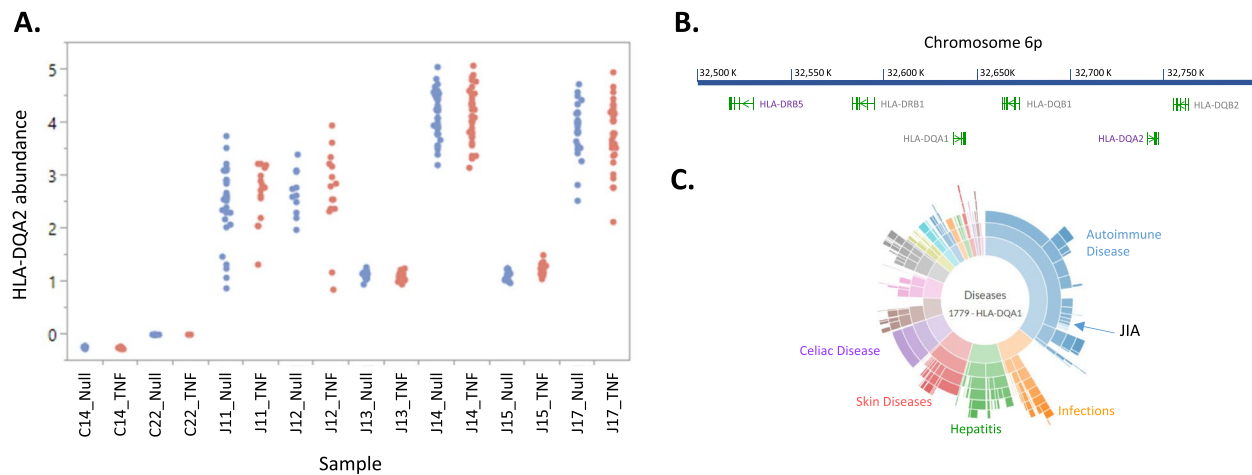 A.
HLA-DQA2 abundance
5
4
3
2
1
0
C14_Null
C14_TNF
C22_Null
C22_TNF
J11_Null
J11_TNF
J12_Null
J12_TNF
J13_Null
J13_TNF
J14_Null
J14_TNF
J15_Null
J15_TNF
J17_Null
J17_TNF
Sample
B.
Chromosome 6p
32,500 K
32,550 K
32,600 K
32,650 K
32,700 K
32,750 K
HLA-DRB5
HLA-DRB1
HLA-DQB1
HLA-DQB2
HLA-DQA1
HLA-DQA2
C.
Autoimmune
Disease
Diseases
1779 - HLA-DQA1
JIA
Celiac Disease
Skin Diseases
Infections
Hepatitis